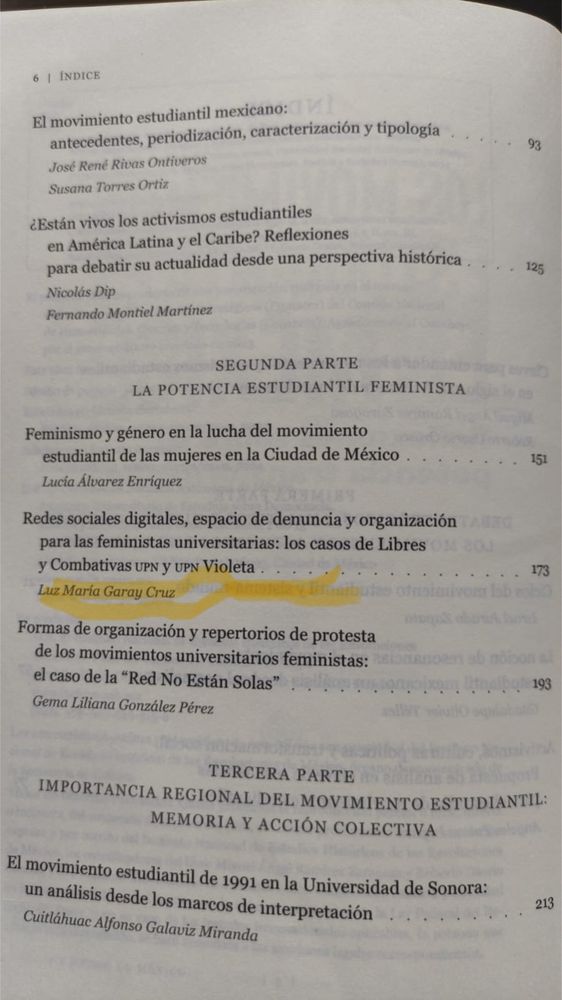 6 | ÍNDICE
El movimiento estudiantil mexicano:
antecedentes, periodización, caracterización y tipología . . . . . 93
José René Rivas Ontiveros
Susana Torres Ortiz
¿Están vivos los activismos estudiantiles
en América Latina y el Caribe? Reflexiones
para debatir su actualidad desde una perspectiva histórica . . . . 125
Nicolás Dip
Fernando Montiel Martínez
SEGUNDA PARTE
LA POTENCIA ESTUDIANTIL FEMINISTA
Feminismo y género en la lucha del movimiento
estudiantil de las mujeres en la Ciudad de México . . . . . . . . 151
Lucía Álvarez Enríquez
Redes sociales digitales, espacio de denuncia y organización
para las feministas universitarias: los casos de Libres
y Combativas UPN y UPN Violeta . . . . . . . . . . . . . . . . 173
Luz María Garay Cruz
Formas de organización y repertorios de protesta
de los movimientos universitarios feministas:
el caso de la “Red No Están Solas” . . . . . . . . . . . . . . . 193
Gema Liliana González Pérez
TERCERA PARTE
IMPORTANCIA REGIONAL DEL MOVIMIENTO ESTUDIANTIL:
MEMORIA Y ACCIÓN COLECTIVA
El movimiento estudiantil de 1991 en la Universidad de Sonora:
un análisis desde los marcos de interpretación . . . . . . . . . 213
Cuitláhuac Alfonso Galaviz Miranda